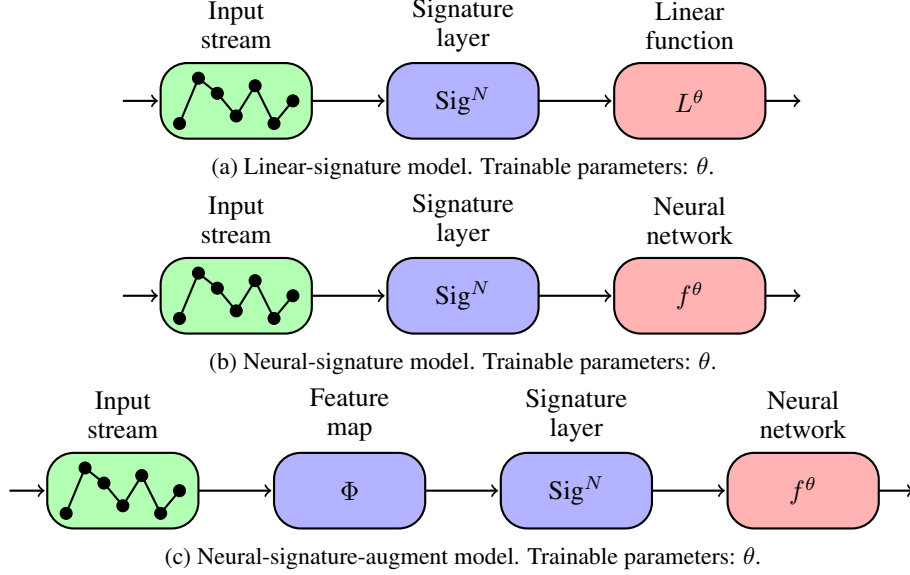 Input stream
Signature layer
Linear function
Sig^N
L^θ
(a) Linear-signature model. Trainable parameters: θ.
Input stream
Signature layer
Neural network
Sig^N
f^θ
(b) Neural-signature model. Trainable parameters: θ.
Input stream
Feature map
Signature layer
Neural network
Φ
Sig^N
f^θ
(c) Neural-signature-augment model. Trainable parameters: θ.